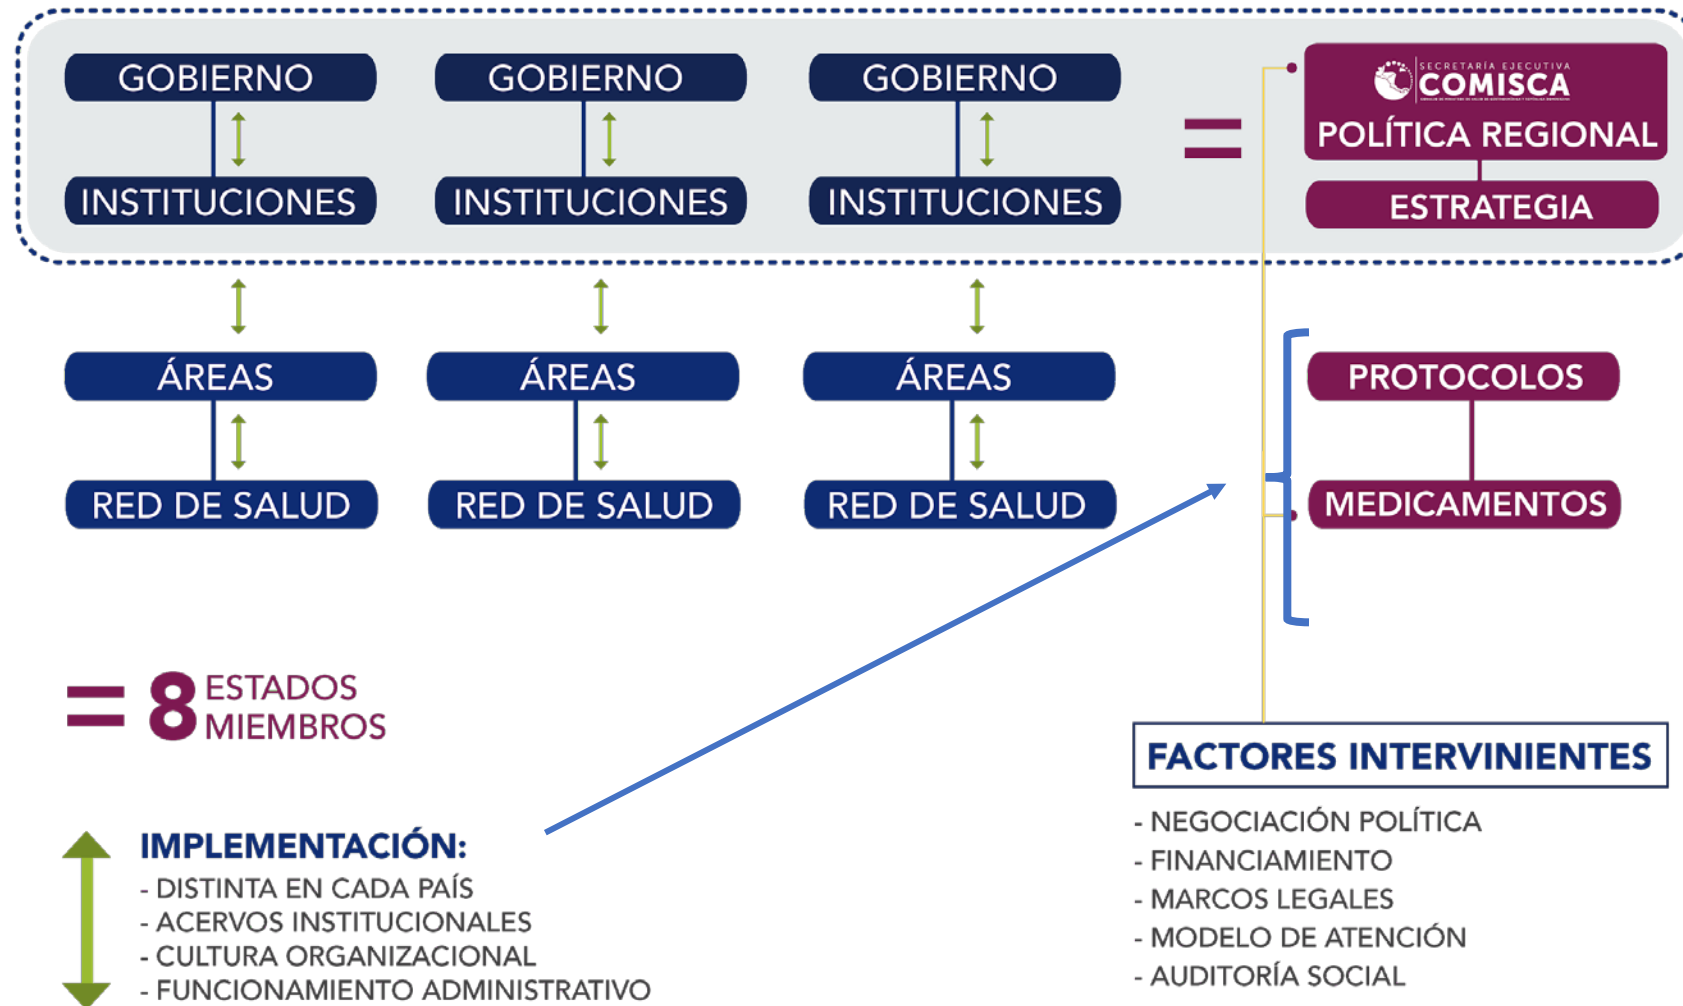 GOBIERNO
GOBIERNO
GOBIERNO
=
SECRETARÍA EJECUTIVA
COMISCA
POLÍTICA REGIONAL
INSTITUCIONES
INSTITUCIONES
INSTITUCIONES
ESTRATEGIA
ÁREAS
ÁREAS
ÁREAS
PROTOCOLOS
RED DE SALUD
RED DE SALUD
RED DE SALUD
MEDICAMENTOS
= 8 ESTADOS
MIEMBROS
IMPLEMENTACIÓN:
- DISTINTA EN CADA PAÍS
- ACERVOS INSTITUCIONALES
- CULTURA ORGANIZACIONAL
- FUNCIONAMIENTO ADMINISTRATIVO
FACTORES INTERVINIENTES
- NEGOCIACIÓN POLÍTICA
- FINANCIAMIENTO
- MARCOS LEGALES
- MODELO DE ATENCIÓN
- AUDITORÍA SOCIAL